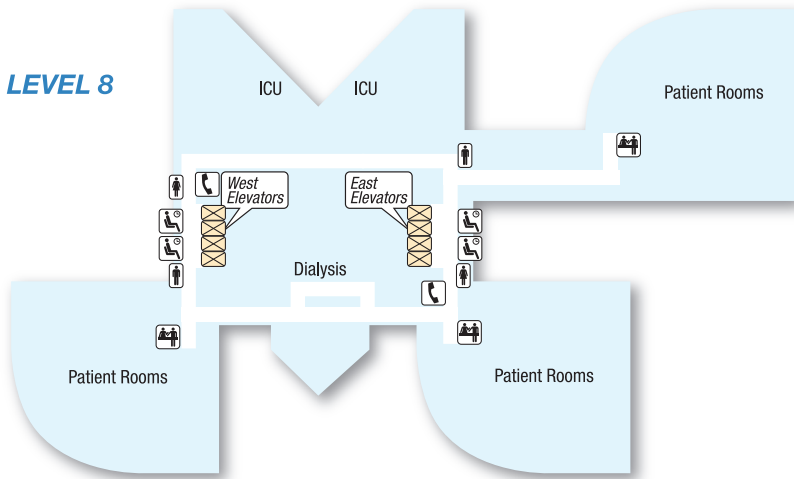 LEVEL 8
ICU
ICU
Patient Rooms
West
Elevators
East
Elevators
Dialysis
Patient Rooms
Patient Rooms